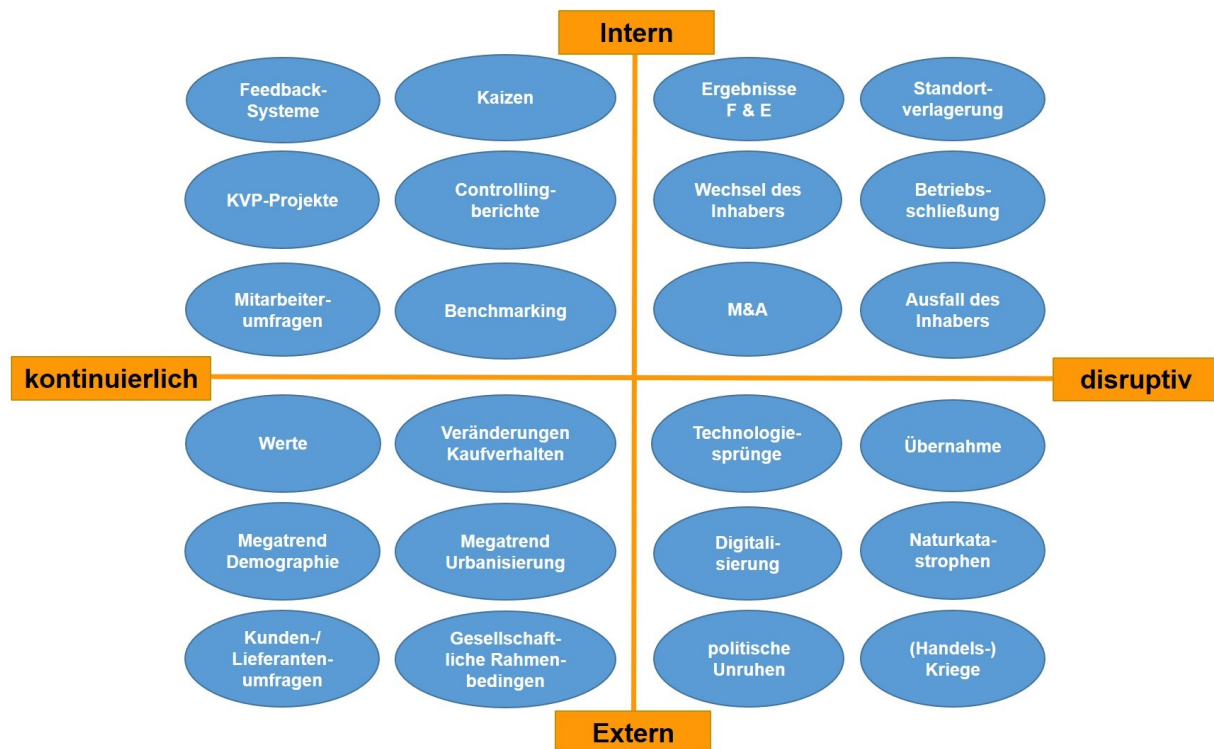 Intern
Feedback-
Systeme
Kaizen
Ergebnisse
F & E
Standort-
verlagerung
KVP-Projekte
Controlling-
berichte
Wechsel des
Inhabers
Betriebs-
schließung
Mitarbeiter-
umfragen
Benchmarking
M&A
Ausfall des
Inhabers
kontinuierlich
disruptiv
Werte
Veränderungen
Kaufverhalten
Technologie-
sprünge
Übernahme
Megatrend
Demographie
Megatrend
Urbanisierung
Digitali-
sierung
Naturkata-
strophen
Kunden-/
Lieferanten-
umfragen
Gesellschaft-
liche Rahmen-
bedingen
politische
Unruhen
(Handels-)
Kriege
Extern